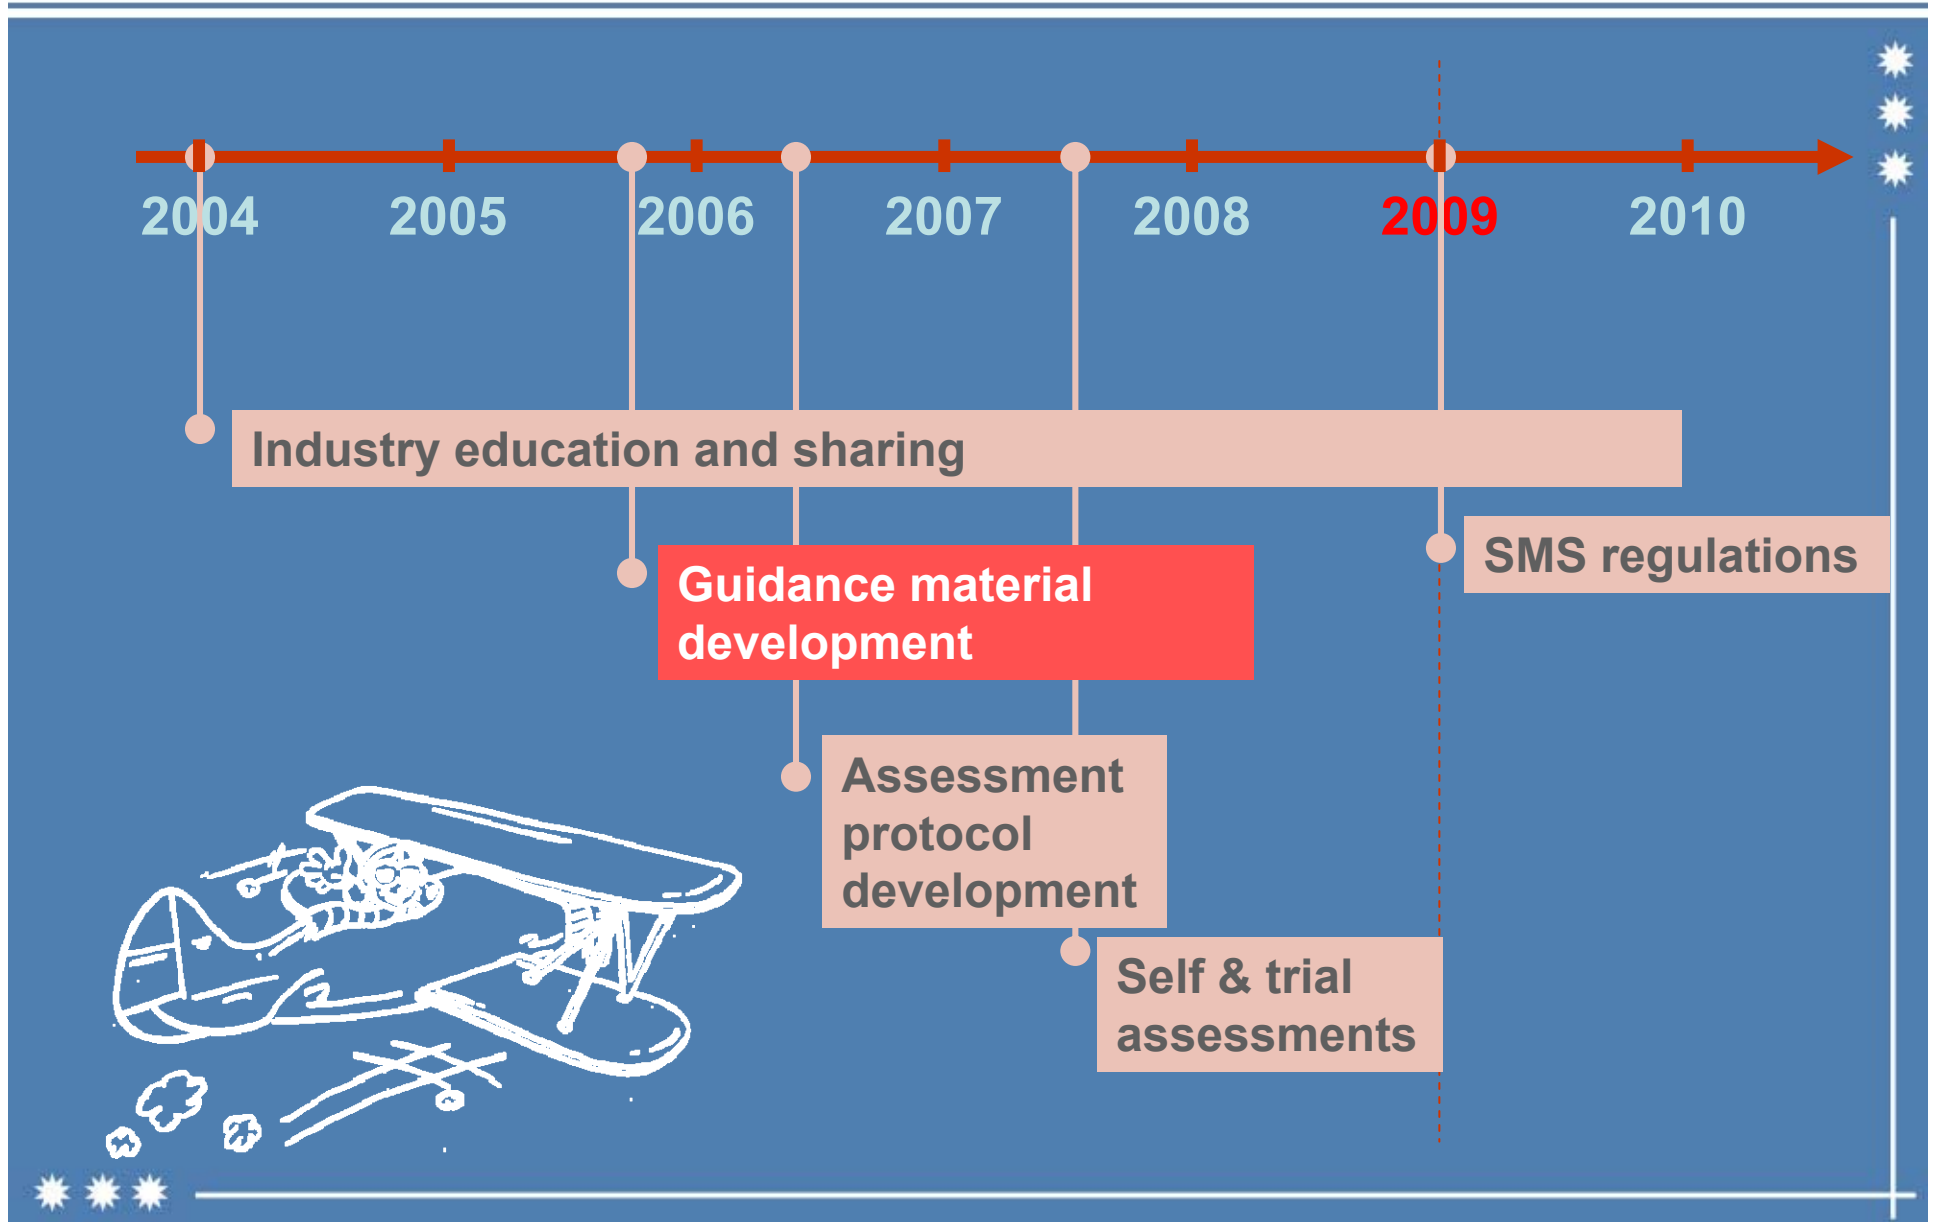 2004 2005 2006 2007 2008 2009 2010
Industry education and sharing
SMS regulations
Guidance material
development
Assessment
protocol
development
Self & trial
assessments